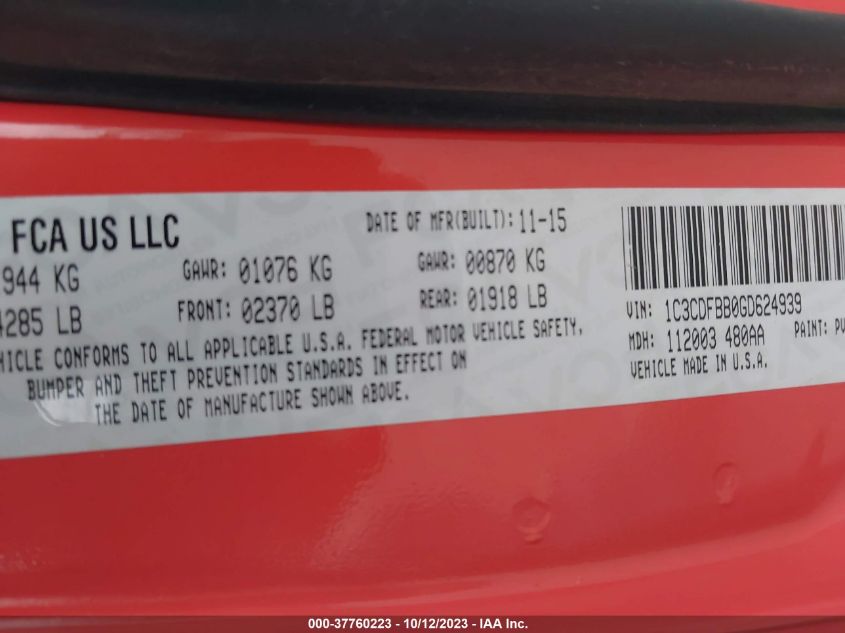 FCA US LLC
DATE OF MFR(BUILT): 11-15
944 KG GAWR: 01076 KG GAWR: 00870 KG
4285 LB FRONT: 02370 LB REAR: 01918 LB
VEHICLE CONFORMS TO ALL APPLICABLE U.S.A. FEDERAL MOTOR VEHICLE SAFETY,
BUMPER AND THEFT PREVENTION STANDARDS IN EFFECT ON
THE DATE OF MANUFACTURE SHOWN ABOVE.
VIN: 1C3CDFBB0GD624939
MDH: 112003 480AA PAINT: PV
VEHICLE MADE IN U.S.A.
000-37760223 - 10/12/2023 - IAA Inc.